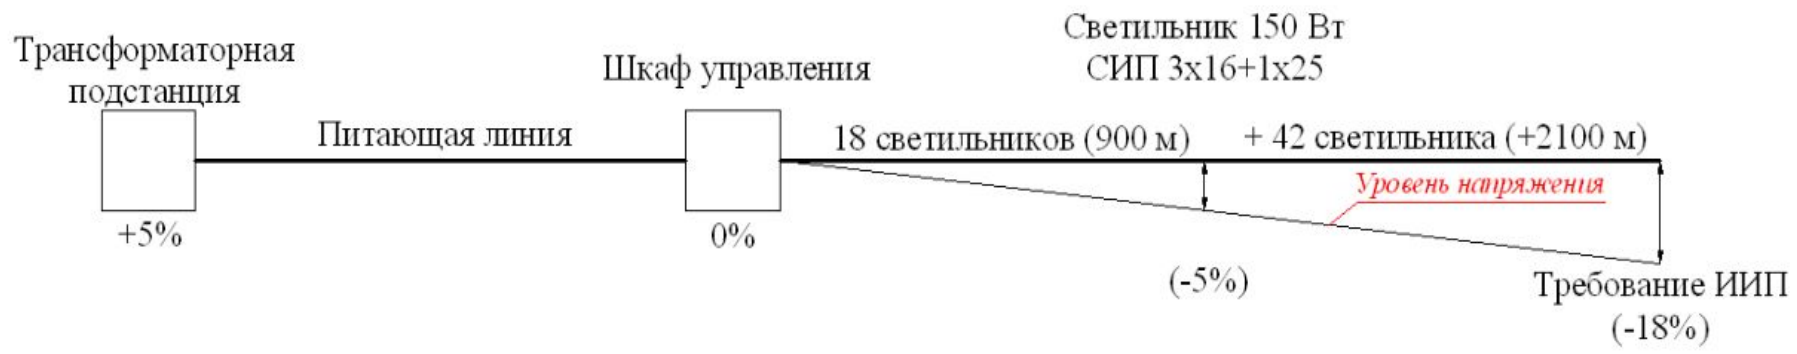 Трансформаторная
подстанция
+5%
Питающая линия
Шкаф управления
0%
Светильник 150 Вт
СИП 3х16+1х25
18 светильников (900 м)
+ 42 светильника (+2100 м)
Уровень напряжения
(-5%)
Требование ИИП
(-18%)